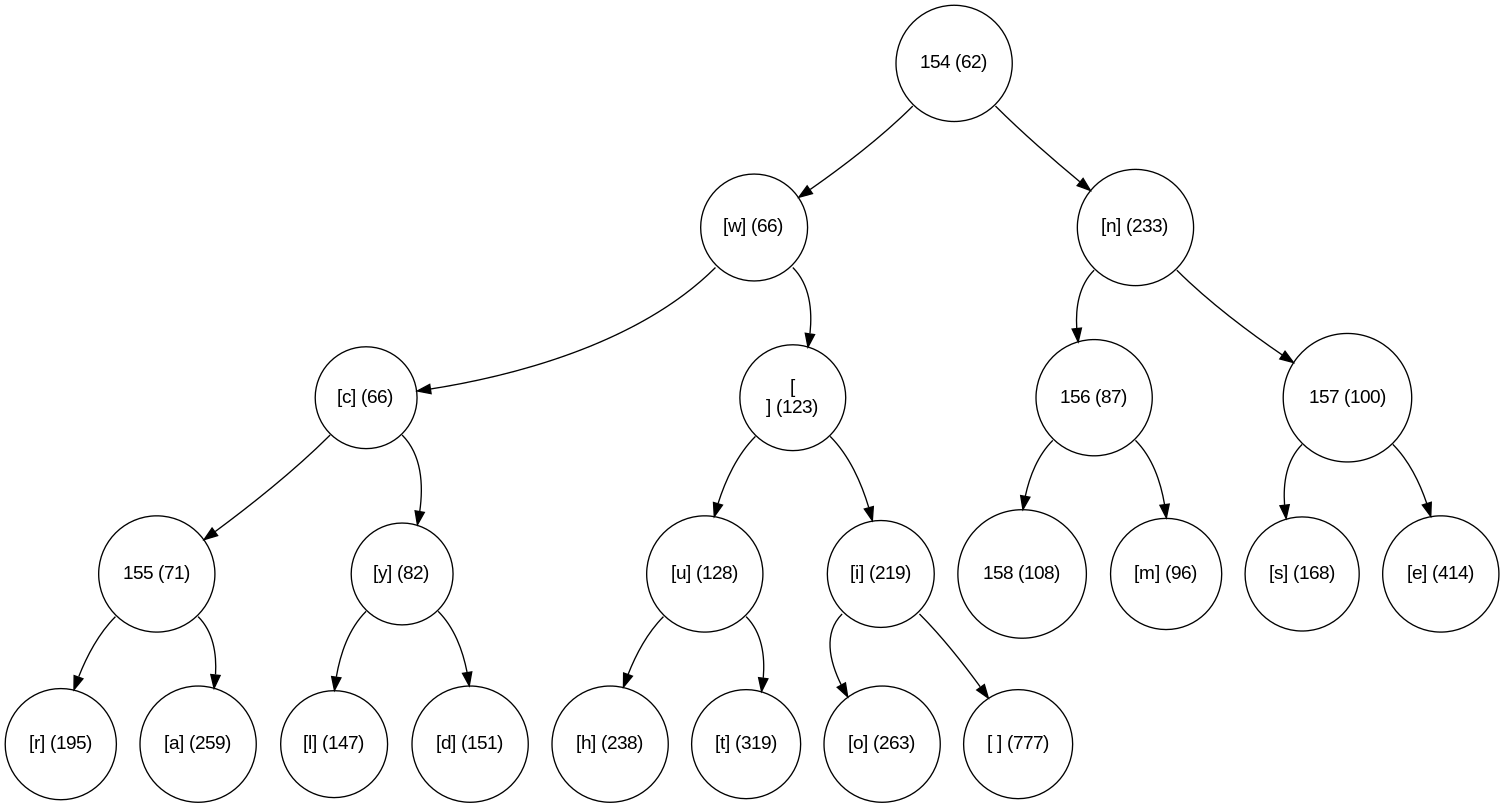 154 (62)
[w] (66)
[n] (233)
[c] (66)
[
] (123)
156 (87)
157 (100)
155 (71)
[y] (82)
[u] (128)
[i] (219)
158 (108)
[m] (96)
[s] (168)
[e] (414)
[r] (195)
[a] (259)
[l] (147)
[d] (151)
[h] (238)
[t] (319)
[o] (263)
[ ] (777)